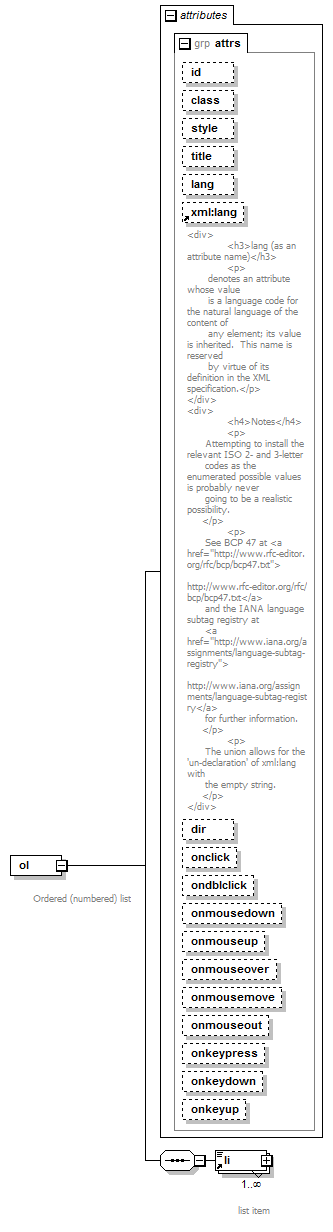 attributes
grp attrs
id
class
style
title
lang
xml:lang
<div>
<h3>lang (as an
attribute name)</h3>
<p>
denotes an attribute
whose value
is a language code for
the natural language of the
content of
any element; its value
is inherited. This name is
reserved
by virtue of its
definition in the XML
specification.</p>
</div>
<div>
<h4>Notes</h4>
<p>
Attempting to install the
relevant ISO 2- and 3-letter
codes as the
enumerated possible values
is probably never
going to be a realistic
possibility.
</p>
<p>
See BCP 47 at <a
href="http://www.rfc-editor.
org/rfc/bcp/bcp47.txt">
http://www.rfc-editor.org/rfc/
bcp/bcp47.txt</a>
and the IANA language
subtag registry at
<a
href="http://www.iana.org/a
ssignments/language-subtag-
registry">
http://www.iana.org/assign
ments/language-subtag-regist
ry</a>
for further information.
</p>
<p>
The union allows for the
'un-declaration' of xml:lang
with
the empty string.
</p>
</div>
dir
onclick
ondblclick
onmousedown
onmouseup
onmouseover
onmousemove
onmouseout
onkeypress
onkeydown
onkeyup
ol
Ordered (numbered) list
li
1..∞
list item